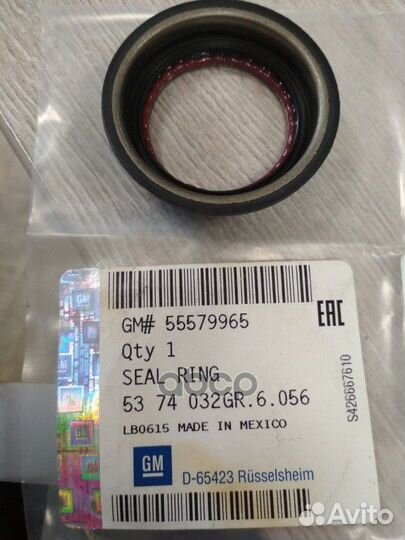 GM# 55579965
Qty 1
SEAL RING
53 74 032GR.6.056
LB0615 MADE IN MEXICO
GM
D-65423 Rüsselsheim
EAC
S426667610
GM
Avito